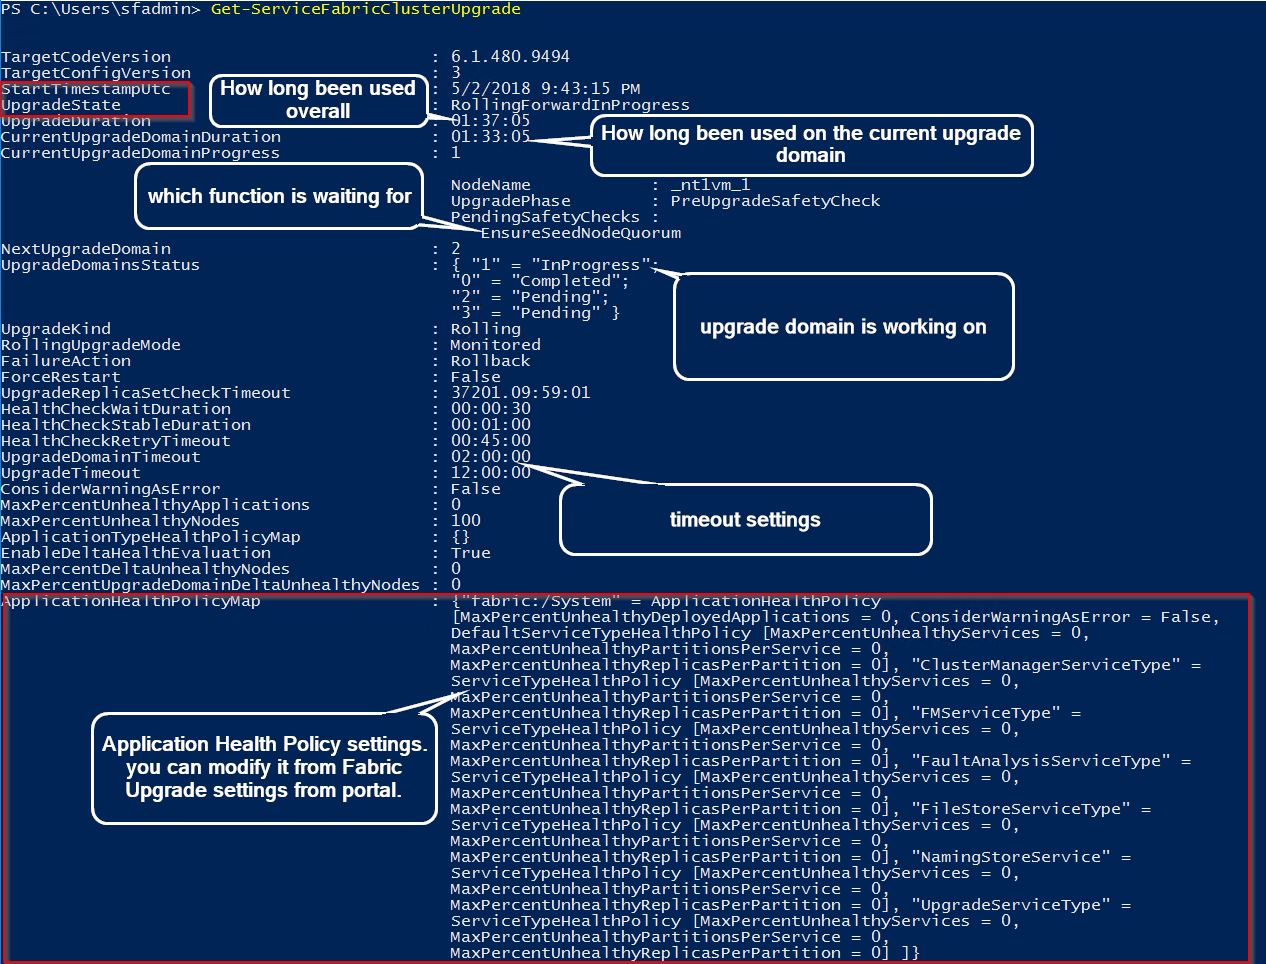 PS C:\Users\sfadmin> Get-ServiceFabricClusterUpgrade
TargetCodeVersion : 6.1.480.9494
TargetConfigVersion : 3
StartTimestampUtc : 5/2/2018 9:43:15 PM
UpgradeState : RollingForwardInProgress
UpgradeDuration : 01:37:05
How long been used
overall
CurrentUpgradeDomainDuration : 01:33:05
How long been used on the current upgrade
domain
CurrentUpgradeDomainProgress : 1
NodeName : _nt1vm_1
UpgradePhase : PreUpgradeSafetyCheck
PendingSafetyChecks :
EnsureSeedNodeQuorum
which function is waiting for
NextUpgradeDomain : 2
UpgradeDomainsStatus : { "1" = "InProgress";
"0" = "Completed";
"2" = "Pending";
"3" = "Pending" }
upgrade domain is working on
UpgradeKind : Rolling
RollingUpgradeMode : Monitored
FailureAction : Rollback
ForceRestart : False
UpgradeReplicaSetCheckTimeout : 37201.09:59:01
HealthCheckWaitDuration : 00:00:30
HealthCheckStableDuration : 00:01:00
HealthCheckRetryTimeout : 00:45:00
UpgradeDomainTimeout : 02:00:00
UpgradeTimeout : 12:00:00
timeout settings
ConsiderWarningAsError : False
MaxPercentUnhealthyApplications : 0
MaxPercentUnhealthyNodes : 100
ApplicationTypeHealthPolicyMap : {}
EnableDeltaHealthEvaluation : True
MaxPercentDeltaUnhealthyNodes : 0
MaxPercentUpgradeDomainDeltaUnhealthyNodes : 0
ApplicationHealthPolicyMap : {"fabric:/System" = ApplicationHealthPolicy
[MaxPercentUnhealthyDeployedApplications = 0, ConsiderWarningAsError = False,
DefaultServiceTypeHealthPolicy [MaxPercentUnhealthyServices = 0,
MaxPercentUnhealthyPartitionsPerService = 0,
MaxPercentUnhealthyReplicasPerPartition = 0], "ClusterManagerServiceType" =
ServiceTypeHealthPolicy [MaxPercentUnhealthyServices = 0,
MaxPercentUnhealthyPartitionsPerService = 0,
MaxPercentUnhealthyReplicasPerPartition = 0], "FMServiceType" =
ServiceTypeHealthPolicy [MaxPercentUnhealthyServices = 0,
MaxPercentUnhealthyPartitionsPerService = 0,
MaxPercentUnhealthyReplicasPerPartition = 0], "FaultAnalysisServiceType" =
ServiceTypeHealthPolicy [MaxPercentUnhealthyServices = 0,
MaxPercentUnhealthyPartitionsPerService = 0,
MaxPercentUnhealthyReplicasPerPartition = 0], "FileStoreServiceType" =
ServiceTypeHealthPolicy [MaxPercentUnhealthyServices = 0,
MaxPercentUnhealthyPartitionsPerService = 0,
MaxPercentUnhealthyReplicasPerPartition = 0], "NamingStoreService" =
ServiceTypeHealthPolicy [MaxPercentUnhealthyServices = 0,
MaxPercentUnhealthyPartitionsPerService = 0,
MaxPercentUnhealthyReplicasPerPartition = 0], "UpgradeServiceType" =
ServiceTypeHealthPolicy [MaxPercentUnhealthyServices = 0,
MaxPercentUnhealthyPartitionsPerService = 0,
MaxPercentUnhealthyReplicasPerPartition = 0] ]}
Application Health Policy settings.
you can modify it from Fabric
Upgrade settings from portal.